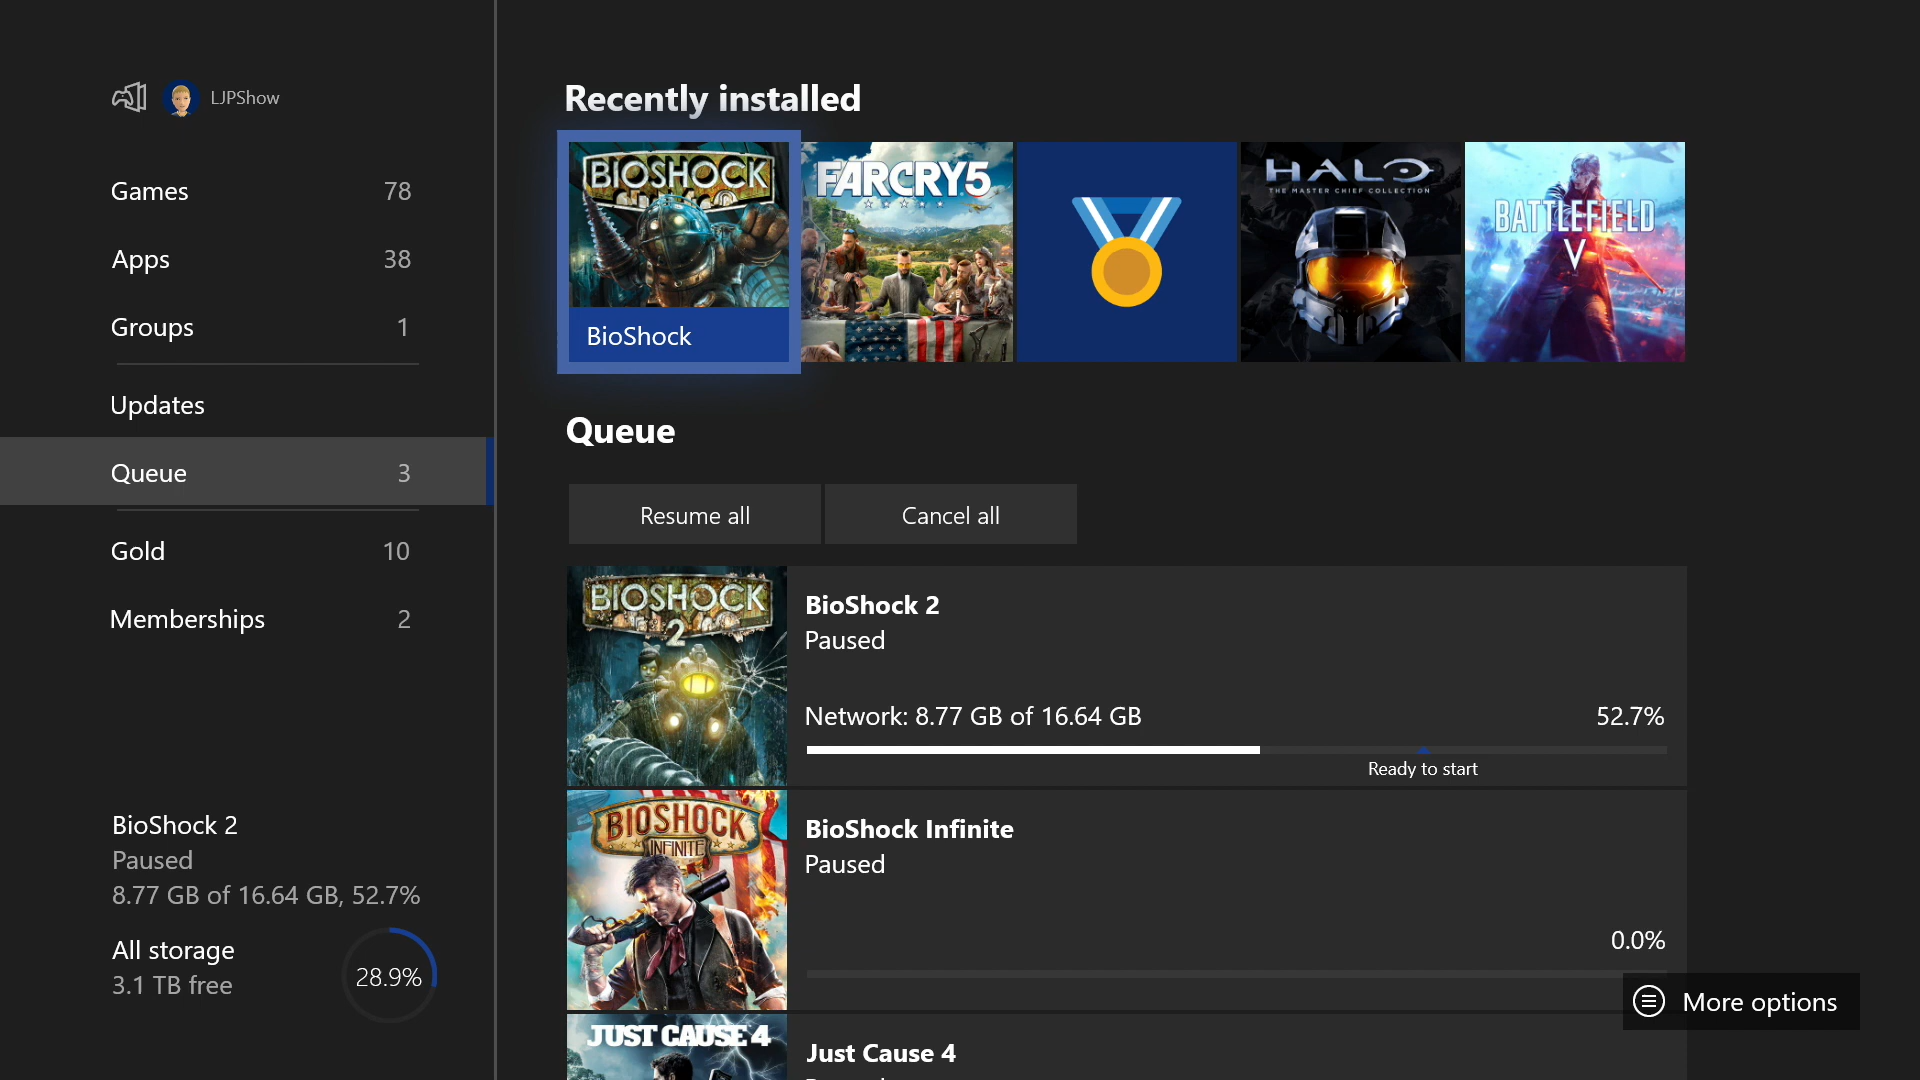 LJPShow
Games 78
Apps 38
Groups 1
Updates
Queue 3
Gold 10
Memberships 2
BioShock 2
Paused
8.77 GB of 16.64 GB, 52.7%
All storage
3.1 TB free
28.9%
Recently installed
BIOSHOCK
BioShock
FARCRY5
HALO
THE MASTER CHIEF COLLECTION
BATTLEFIELD
V
Queue
Resume all
Cancel all
BIOSHOCK
2
BioShock 2
Paused
Network: 8.77 GB of 16.64 GB 52.7%
Ready to start
BIOSHOCK
INFINITE
BioShock Infinite
Paused
0.0%
JUST CAUSE 4
Just Cause 4
More options